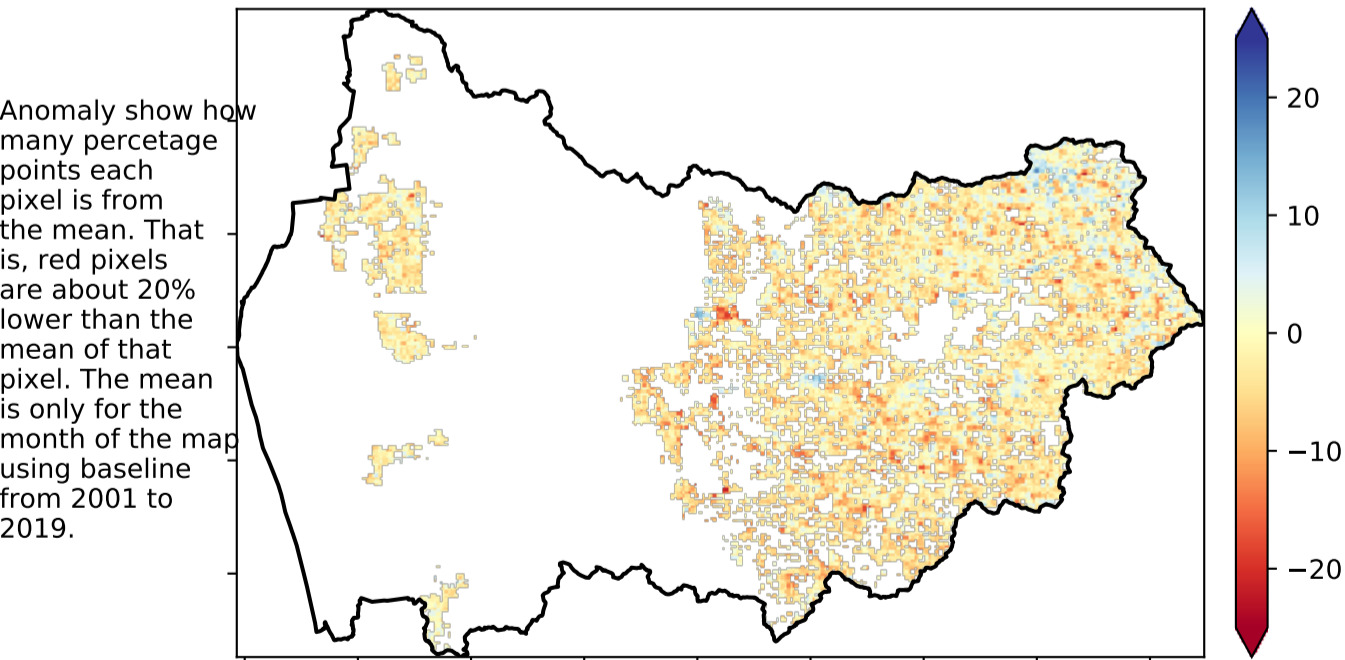 Anomaly show how
many percetage
points each
pixel is from
the mean. That
is, red pixels
are about 20%
lower than the
mean of that
pixel. The mean
is only for the
month of the map
using baseline
from 2001 to
2019.
20
10
0
−10
−20